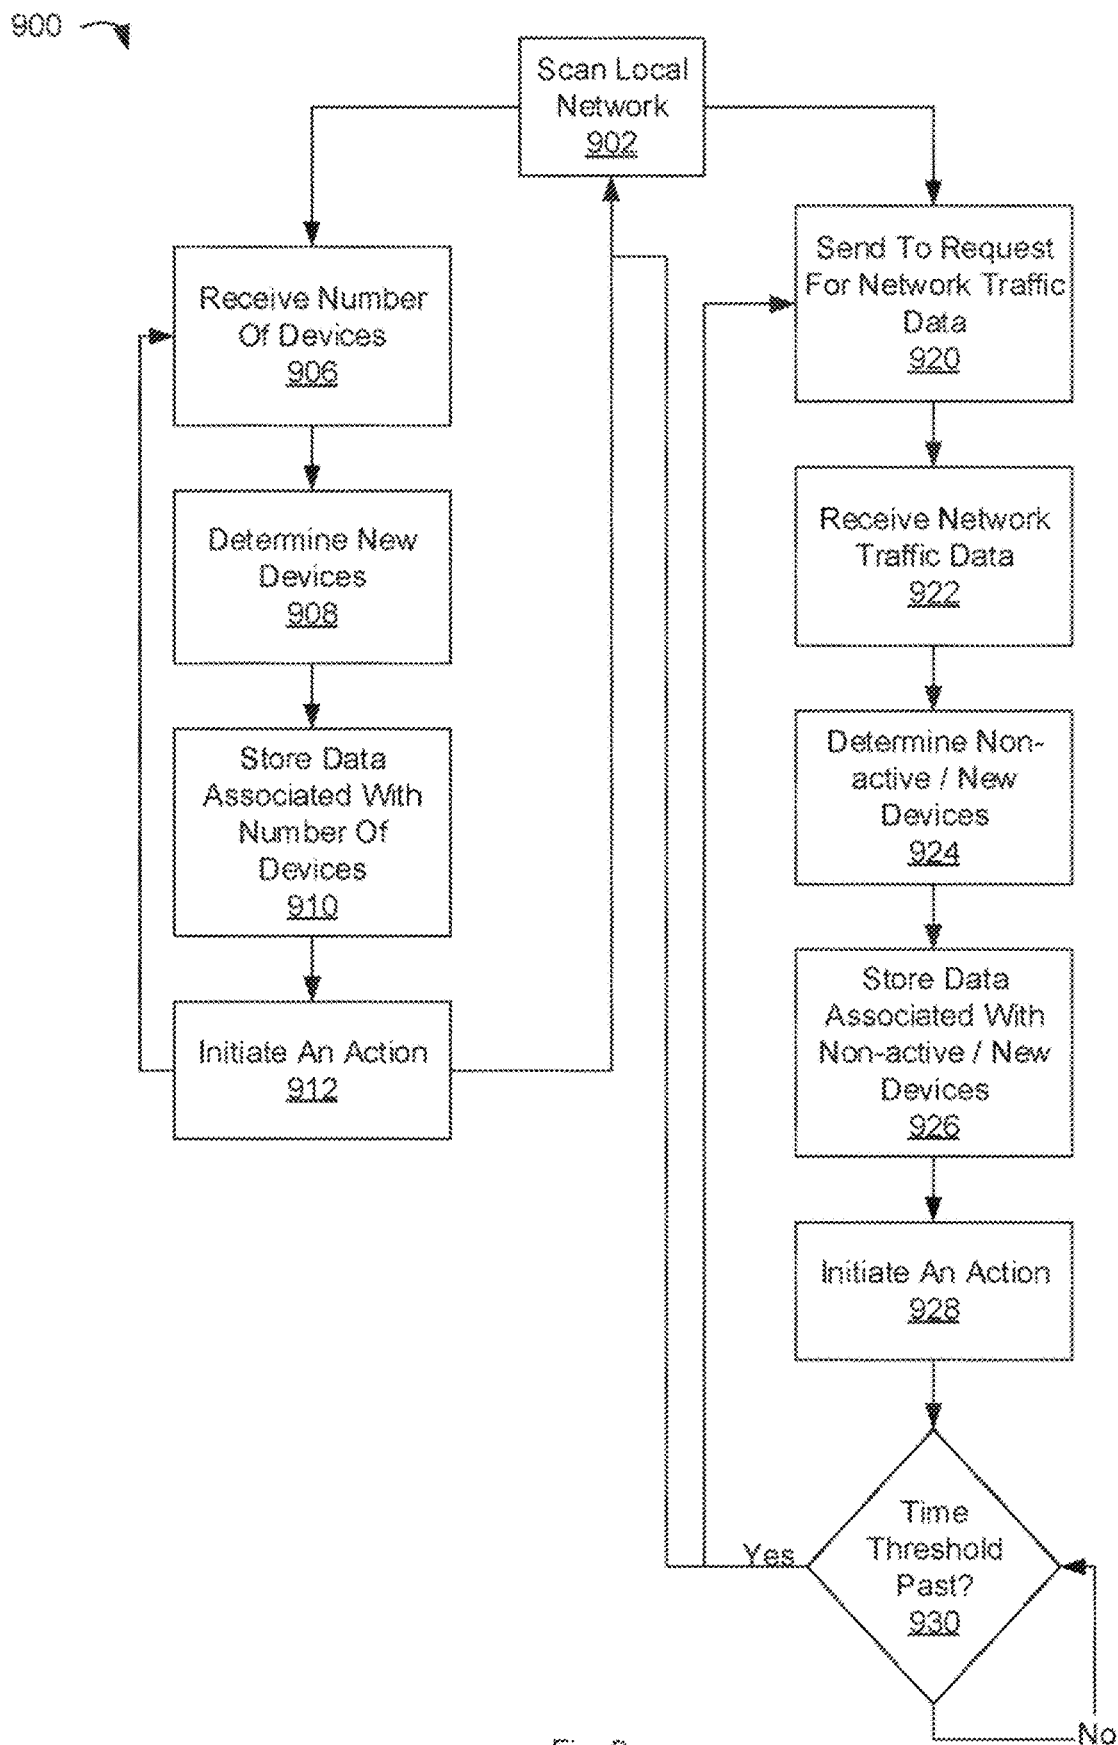 900
Scan Local
Network
902
Receive Number
Of Devices
906
Determine New
Devices
908
Store Data
Associated With
Number Of
Devices
910
Initiate An Action
912
Send To Request
For Network Traffic
Data
920
Receive Network
Traffic Data
922
Determine Non-
active / New
Devices
924
Store Data
Associated With
Non-active / New
Devices
926
Initiate An Action
928
Time
Threshold
Past?
930
Yes
No